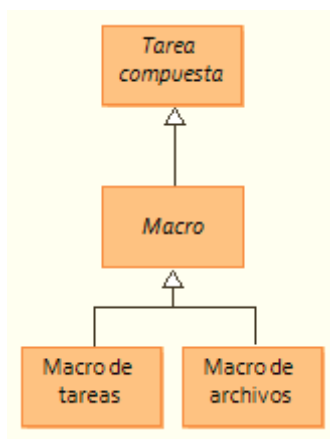 Tarea
compuesta
Macro
Macro de
tareas
Macro de
archivos